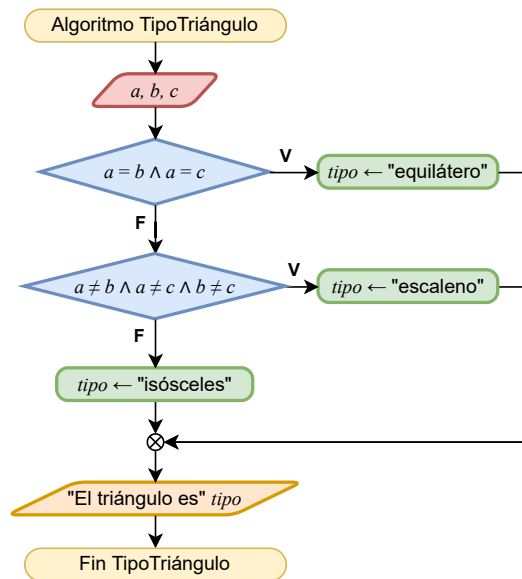 Algoritmo TipoTriángulo
a, b, c
a = b ∧ a = c
V
tipo ← "equilátero"
F
a ≠ b ∧ a ≠ c ∧ b ≠ c
V
tipo ← "escaleno"
F
tipo ← "isósceles"
"El triángulo es" tipo
Fin TipoTriángulo